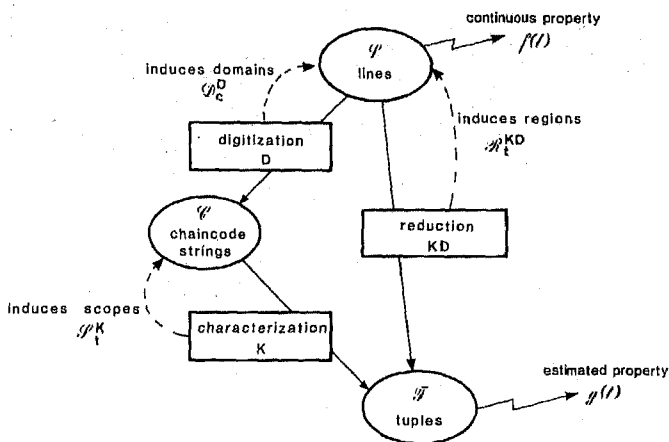 continuous property
f(l)
𝓛
lines
induces domains
𝒟_c^D
induces regions
ℛ_t^KD
digitization
D
𝒞
chaincode
strings
reduction
KD
induces scopes
𝒮_t^K
characterization
K
estimated property
g(t)
𝒯
tuples